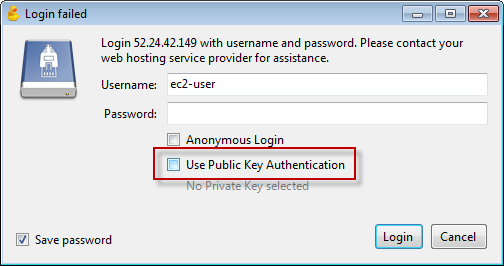 Login failed
Login 52.24.42.149 with username and password. Please contact your
web hosting service provider for assistance.
Username: ec2-user
Password:
Anonymous Login
Use Public Key Authentication
No Private Key selected
Save password
Login
Cancel